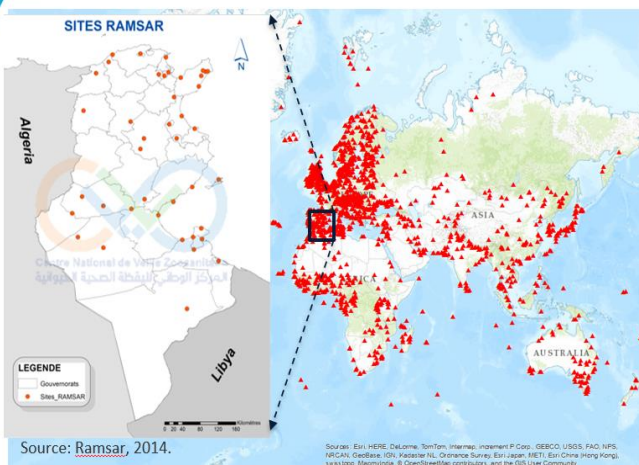 SITES RAMSAR
N
Algeria
Centre National de Veille Zoosanitaire
المركز الوطني لليقظة الصحية الحيوانية
Libya
LEGENDE
Gouvernorats
Sites_RAMSAR
0 20 40 80 120 160
Kilomètres
Source: Ramsar, 2014.
ASIA
AUSTRALIA
Sources: Esri, HERE, DeLorme, TomTom, Intermap, increment P Corp., GEBCO, USGS, FAO, NPS,
NRCAN, GeoBase, IGN, Kadaster NL, Ordnance Survey, Esri Japan, METI, Esri China (Hong Kong),
swisstopo, MapmyIndia, © OpenStreetMap contributors, and the GIS User Community